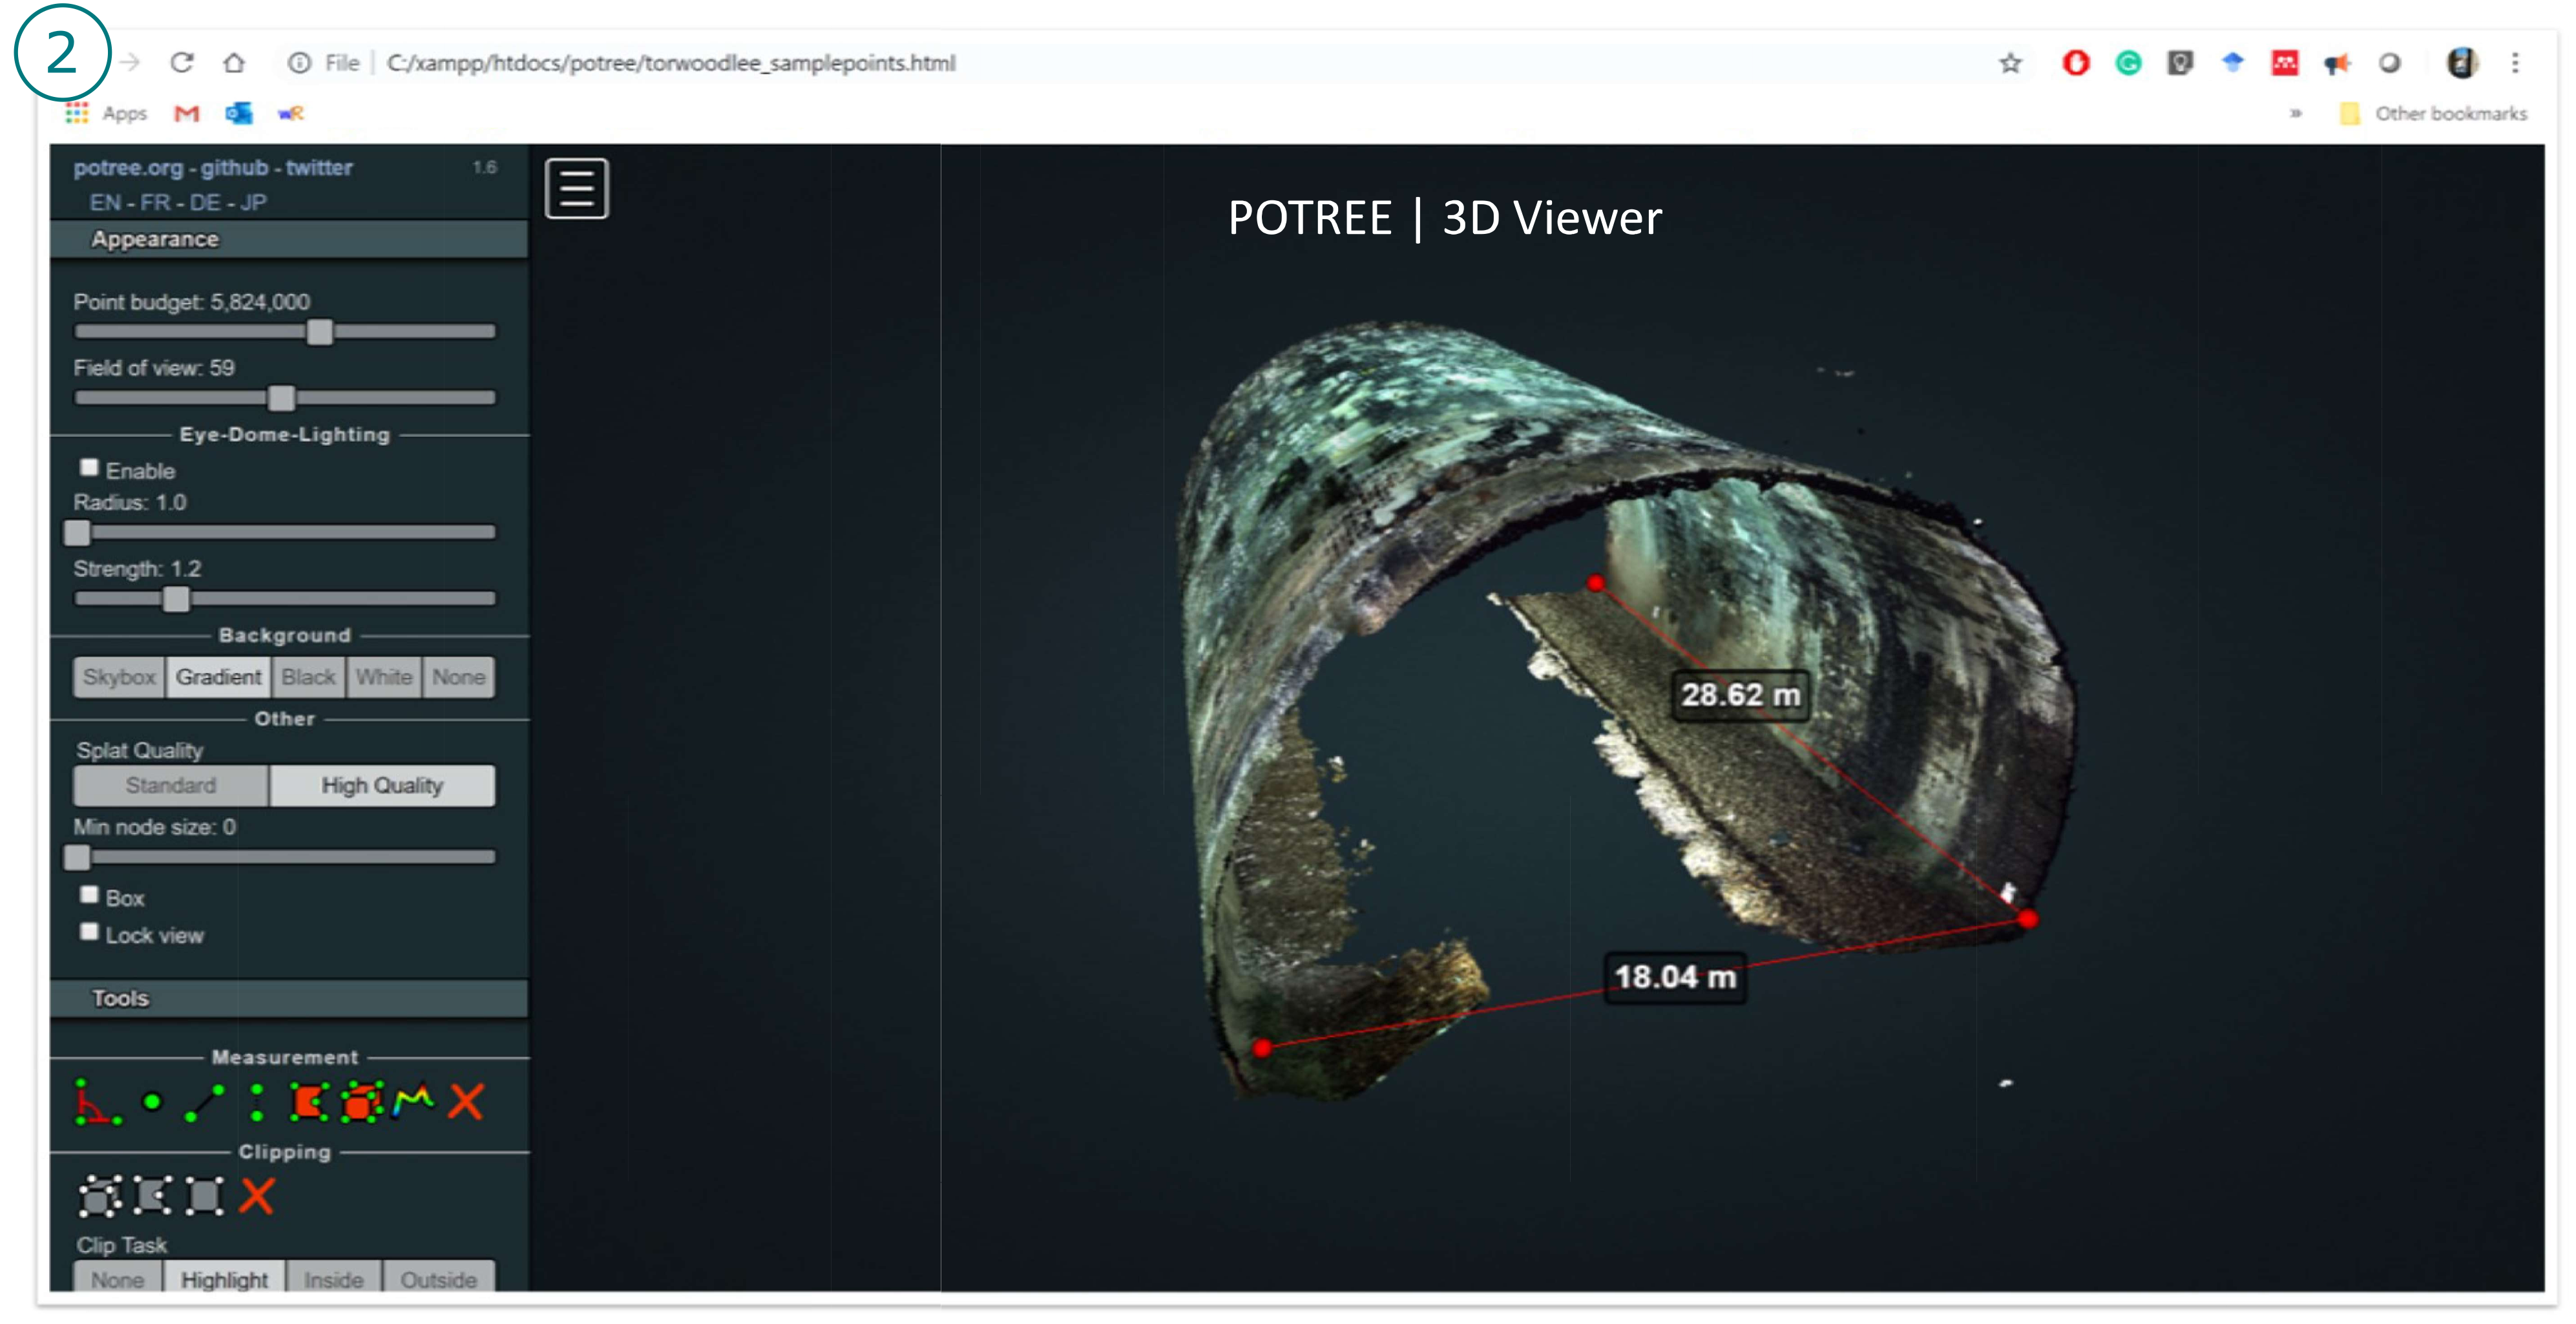 2
File | C:/xampp/htdocs/potree/torwoodlee_samplepoints.html
Apps M wR » Other bookmarks
potree.org - github - twitter 1.6
EN - FR - DE - JP
Appearance
Point budget: 5,824,000
Field of view: 59
Eye-Dome-Lighting
Enable
Radius: 1.0
Strength: 1.2
Background
Skybox Gradient Black White None
Other
Splat Quality
Standard High Quality
Min node size: 0
Box
Lock view
Tools
Measurement
Clipping
Clip Task
None Highlight Inside Outside
POTREE | 3D Viewer
28.62 m
18.04 m